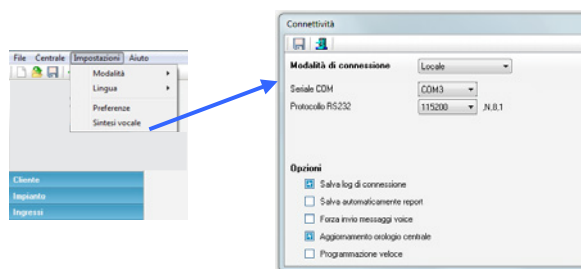 File Centrale Impostazioni Aiuto
Modalità
Lingua
Preferenze
Sintesi vocale
Cliente
Impianto
Ingressi
Connettività
Modalità di connessione Locale
Seriale COM COM3
Protocollo RS232 115200 ,N,8,1
Opzioni
Salva log di connessione
Salva automaticamente report
Forza invio messaggi voice
Aggiornamento orologio centrale
Programmazione veloce